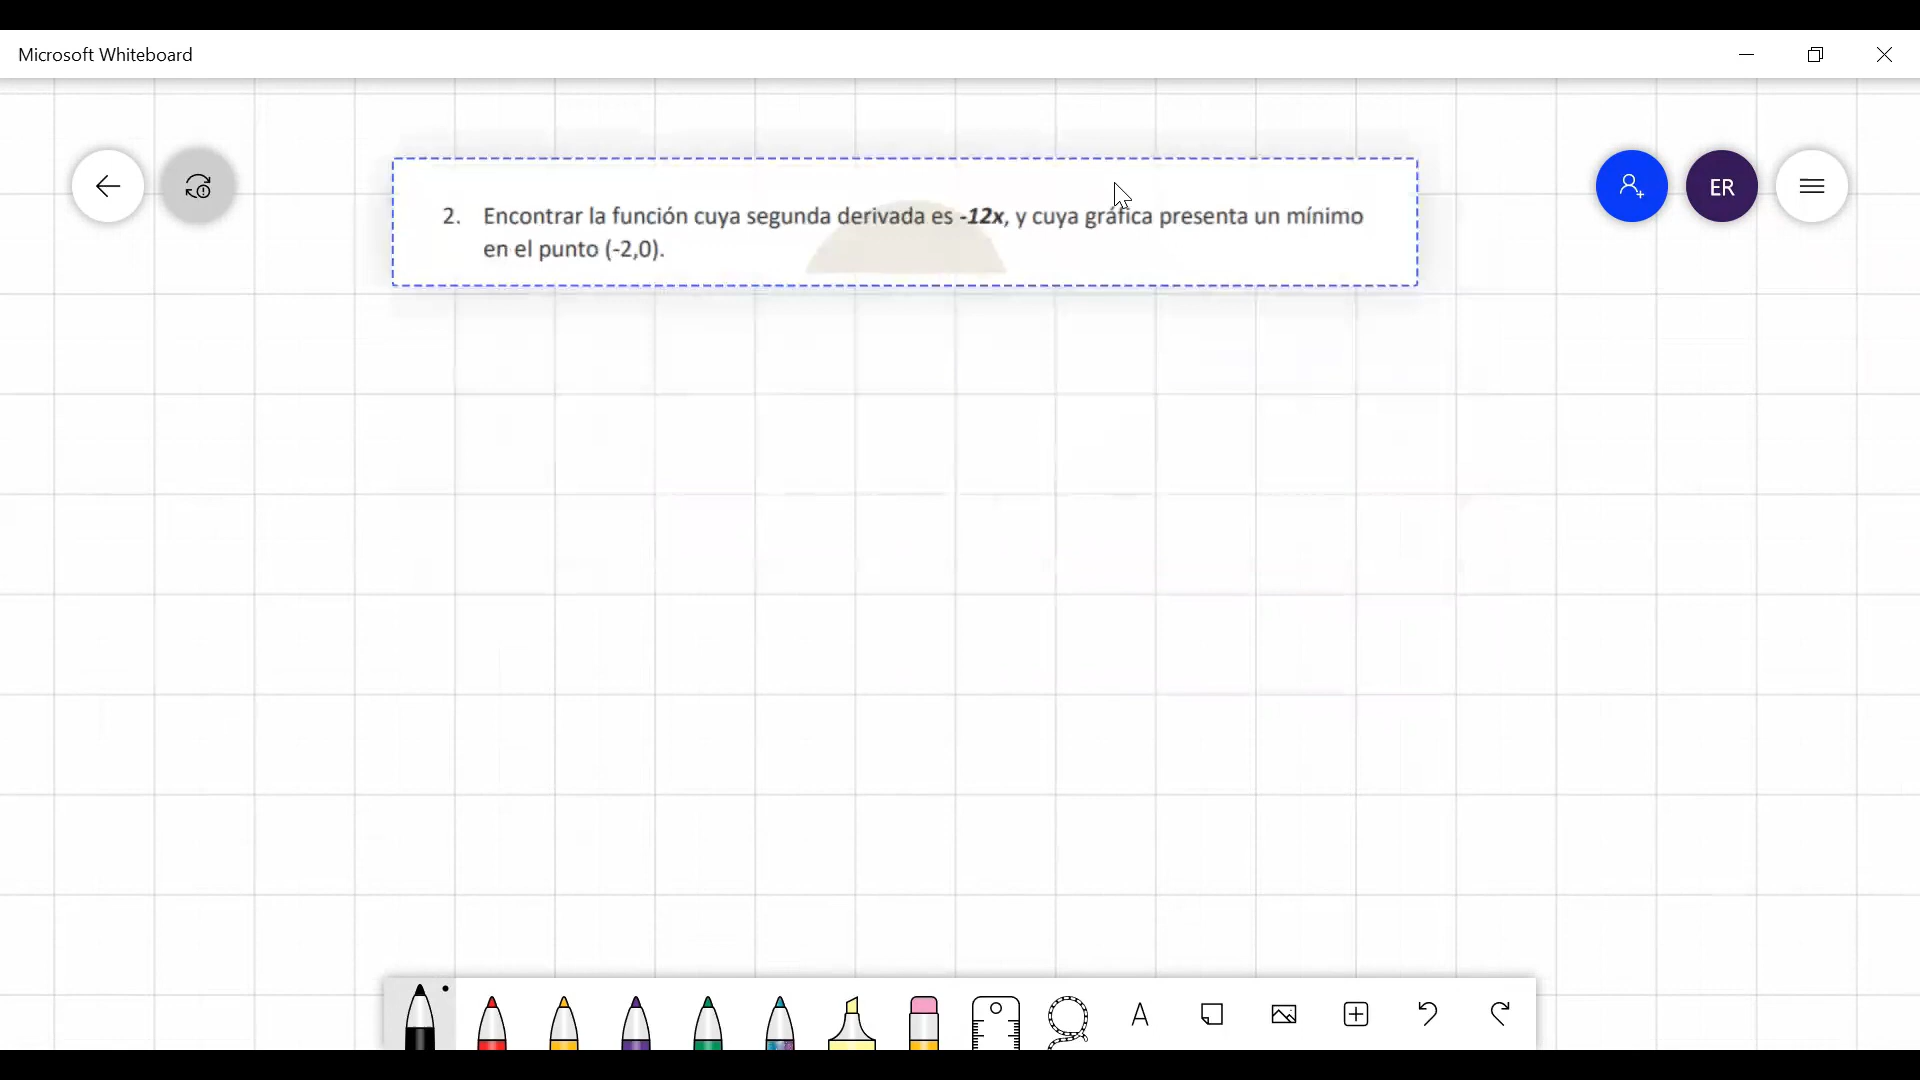 Microsoft Whiteboard
ER
2. Encontrar la función cuya segunda derivada es -12x, y cuya gráfica presenta un mínimo
en el punto (-2,0).
A